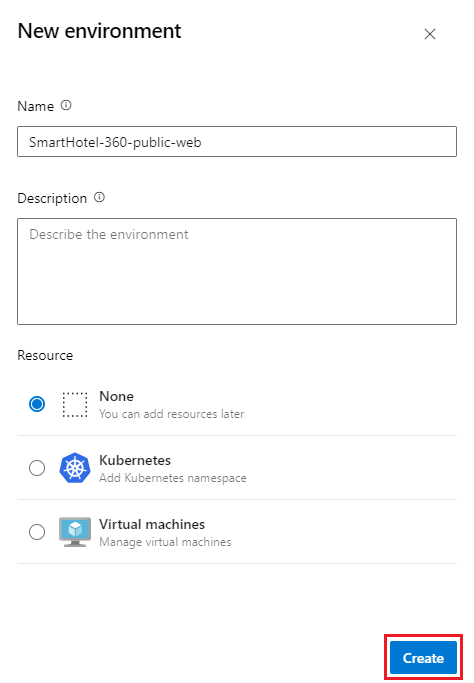 New environment
Name
SmartHotel-360-public-web
Description
Describe the environment
Resource
None
You can add resources later
Kubernetes
Add Kubernetes namespace
Virtual machines
Manage virtual machines
Create